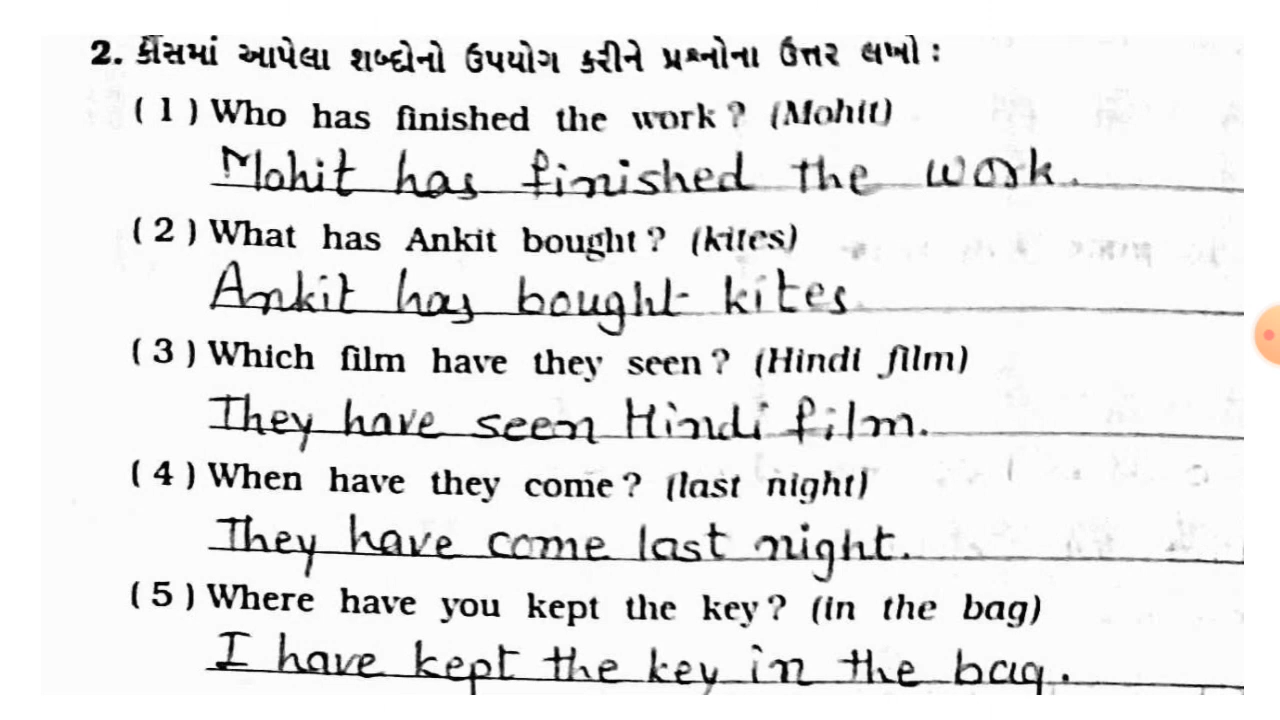 2. કૌંસમાં આપેલા શબ્દોનો ઉપયોગ કરીને પ્રશ્નોના ઉત્તર લખો :
( 1 ) Who has finished the work ? (Mohit)
Mohit has finished the work.
( 2 ) What has Ankit bought ? (kites)
Ankit has bought kites
( 3 ) Which film have they seen ? (Hindi film)
They have seen Hindi film.
( 4 ) When have they come ? (last night)
They have come last night.
( 5 ) Where have you kept the key ? (in the bag)
I have kept the key in the bag.